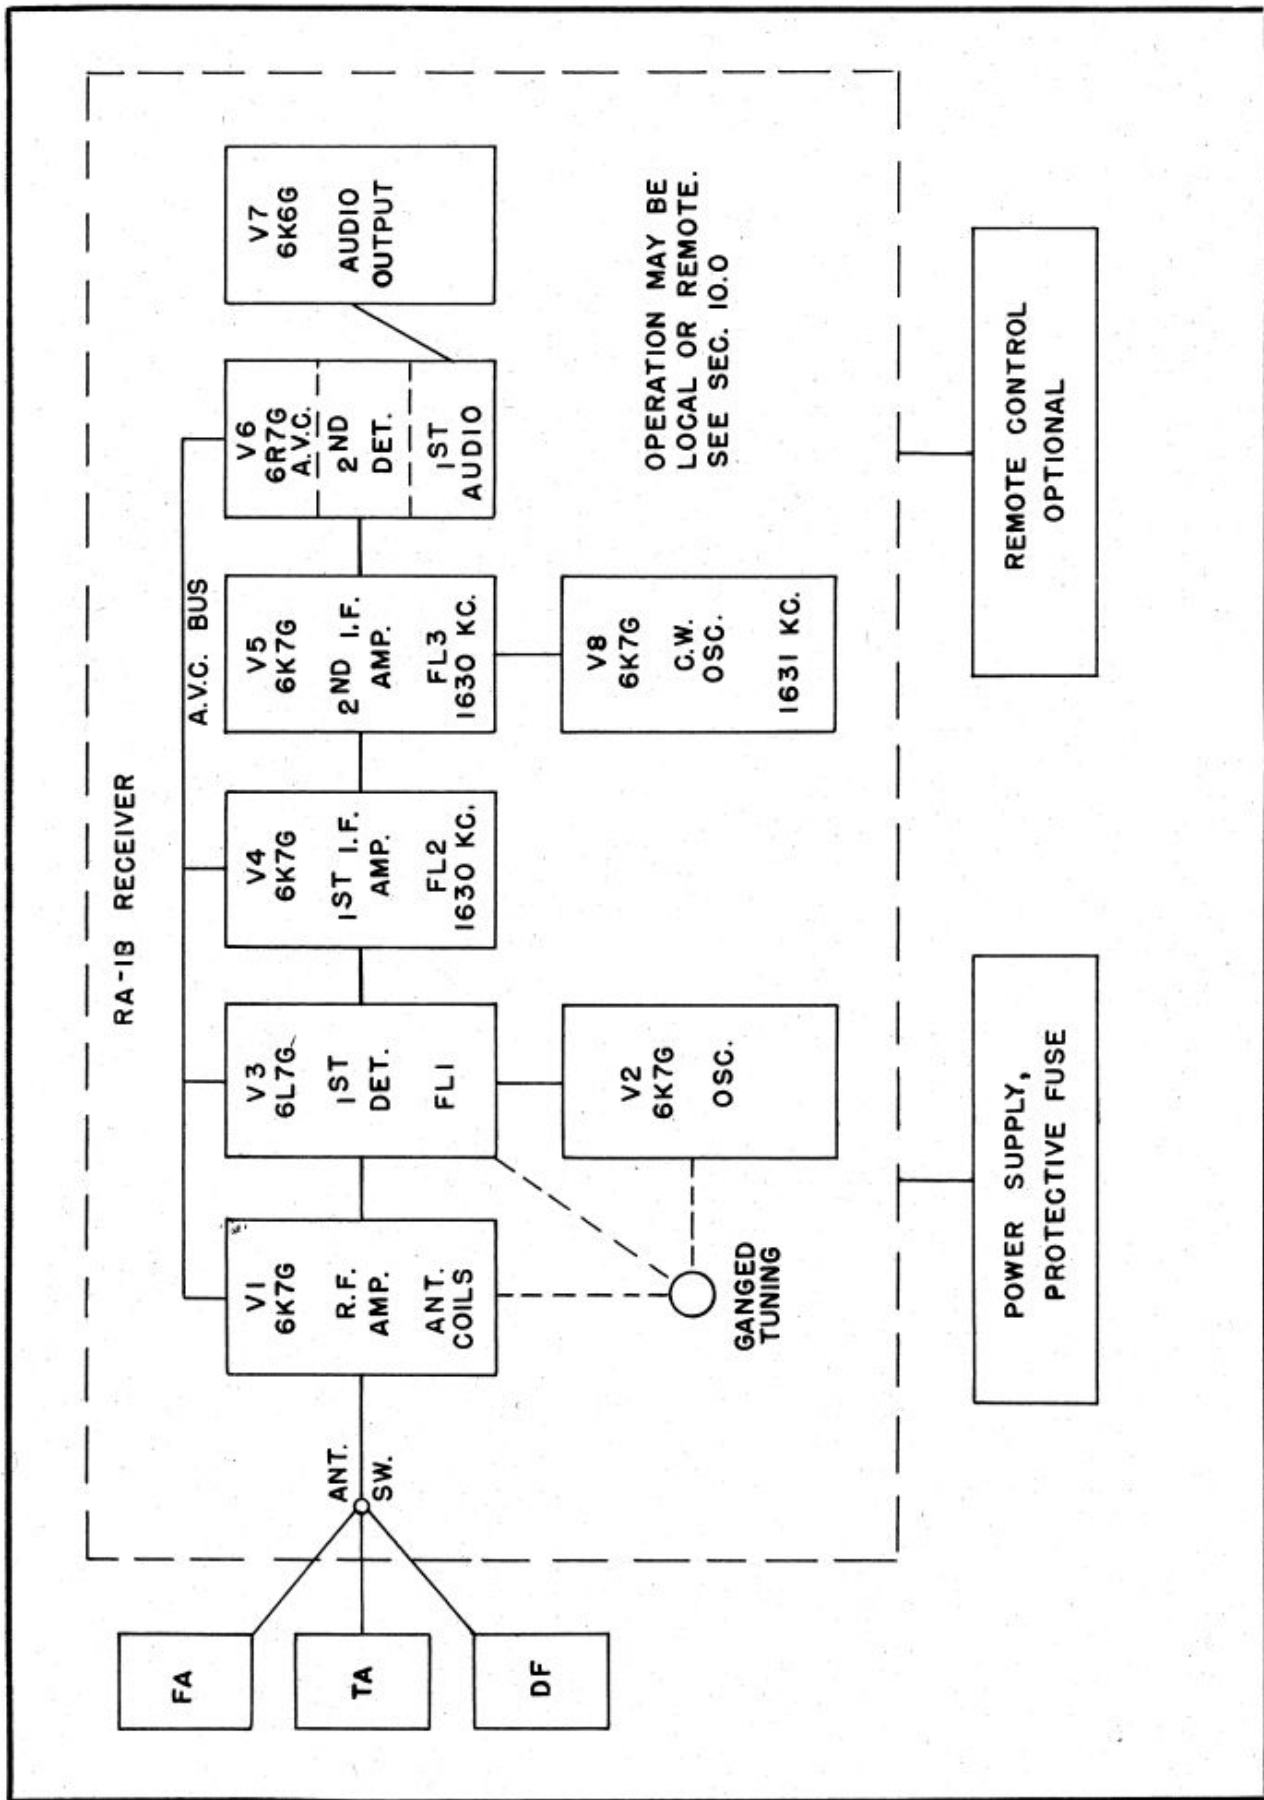 RA-1B RECEIVER
A.V.C. BUS
FA
TA
DF
ANT.
SW.
V1
6K7G
R.F.
AMP.
ANT.
COILS
V3
6L7G
1ST
DET.
FL1
V4
6K7G
1ST I.F.
AMP.
FL2
1630 KC.
V5
6K7G
2ND I.F.
AMP.
FL3
1630 KC.
V6
6R7G
A.V.C.
2ND
DET.
1ST
AUDIO
V7
6K6G
AUDIO
OUTPUT
GANGED
TUNING
V2
6K7G
OSC.
V8
6K7G
C.W.
OSC.
1631 KC.
OPERATION MAY BE
LOCAL OR REMOTE.
SEE SEC. 10.0
POWER SUPPLY,
PROTECTIVE FUSE
REMOTE CONTROL
OPTIONAL